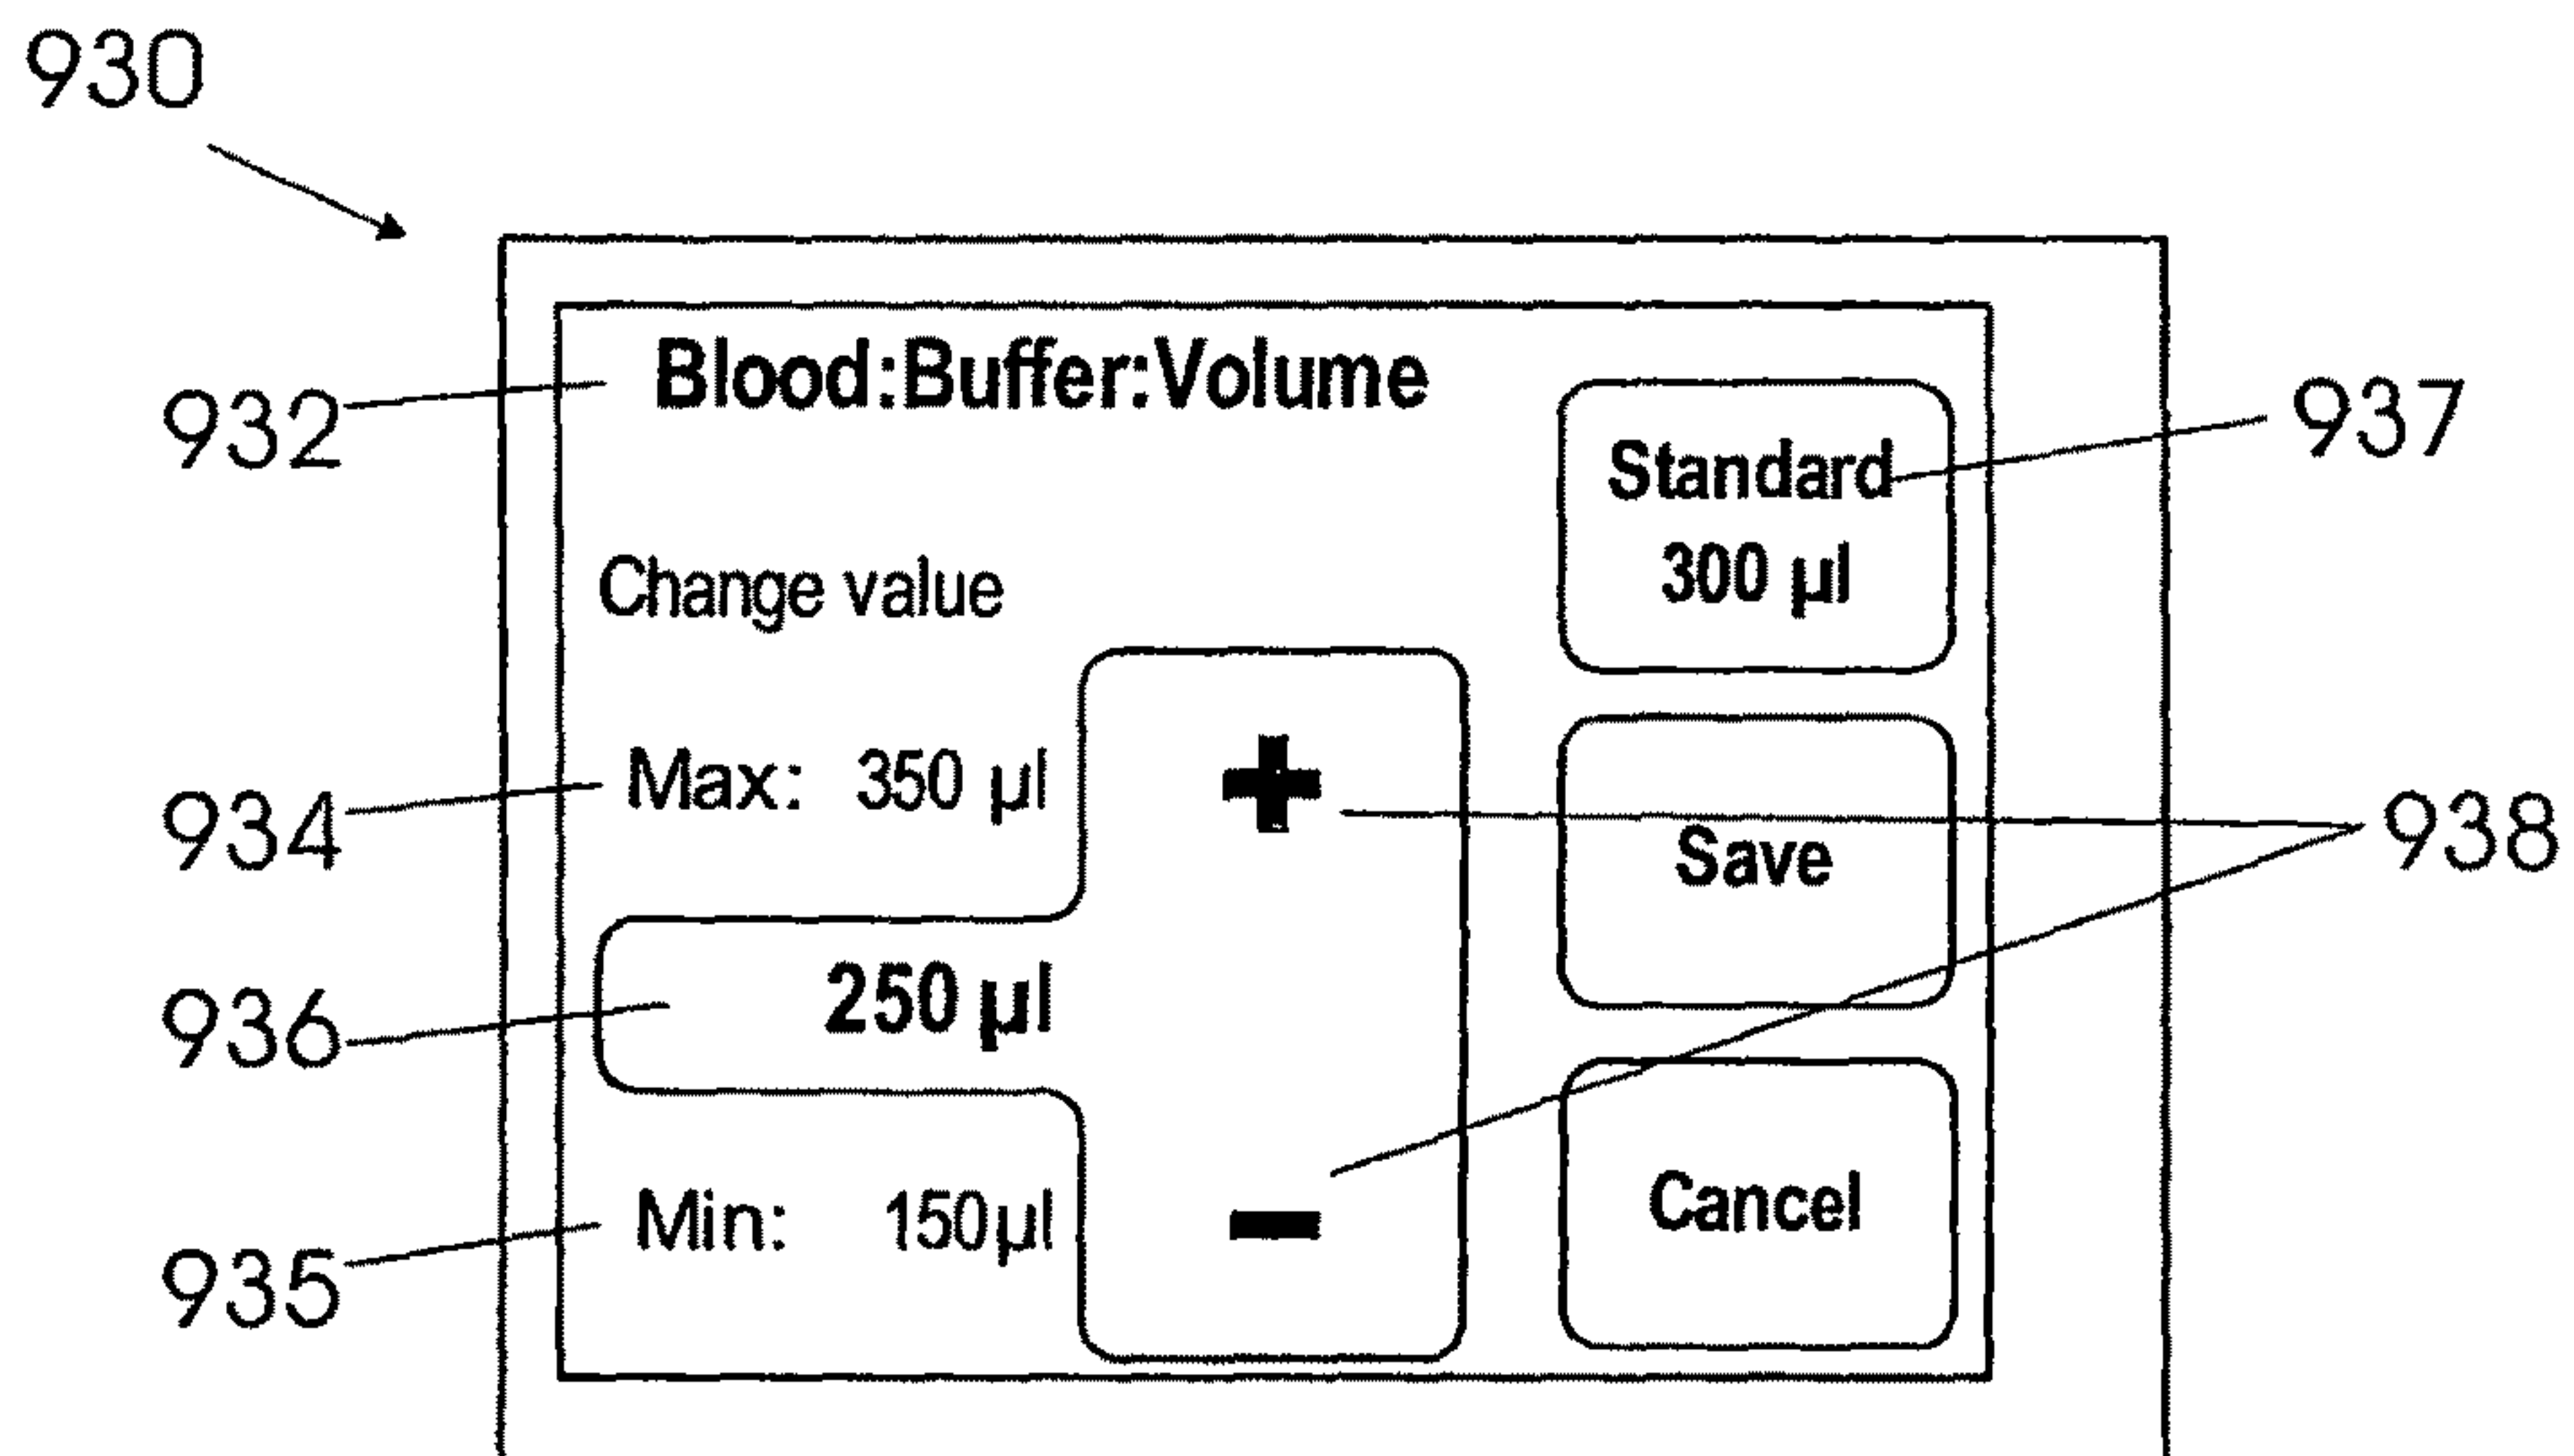 930
932
Blood:Buffer:Volume
937
Standard
300 µl
Change value
934
Max: 350 µl
+
938
Save
936
250 µl
935
Min: 150µl
-
Cancel